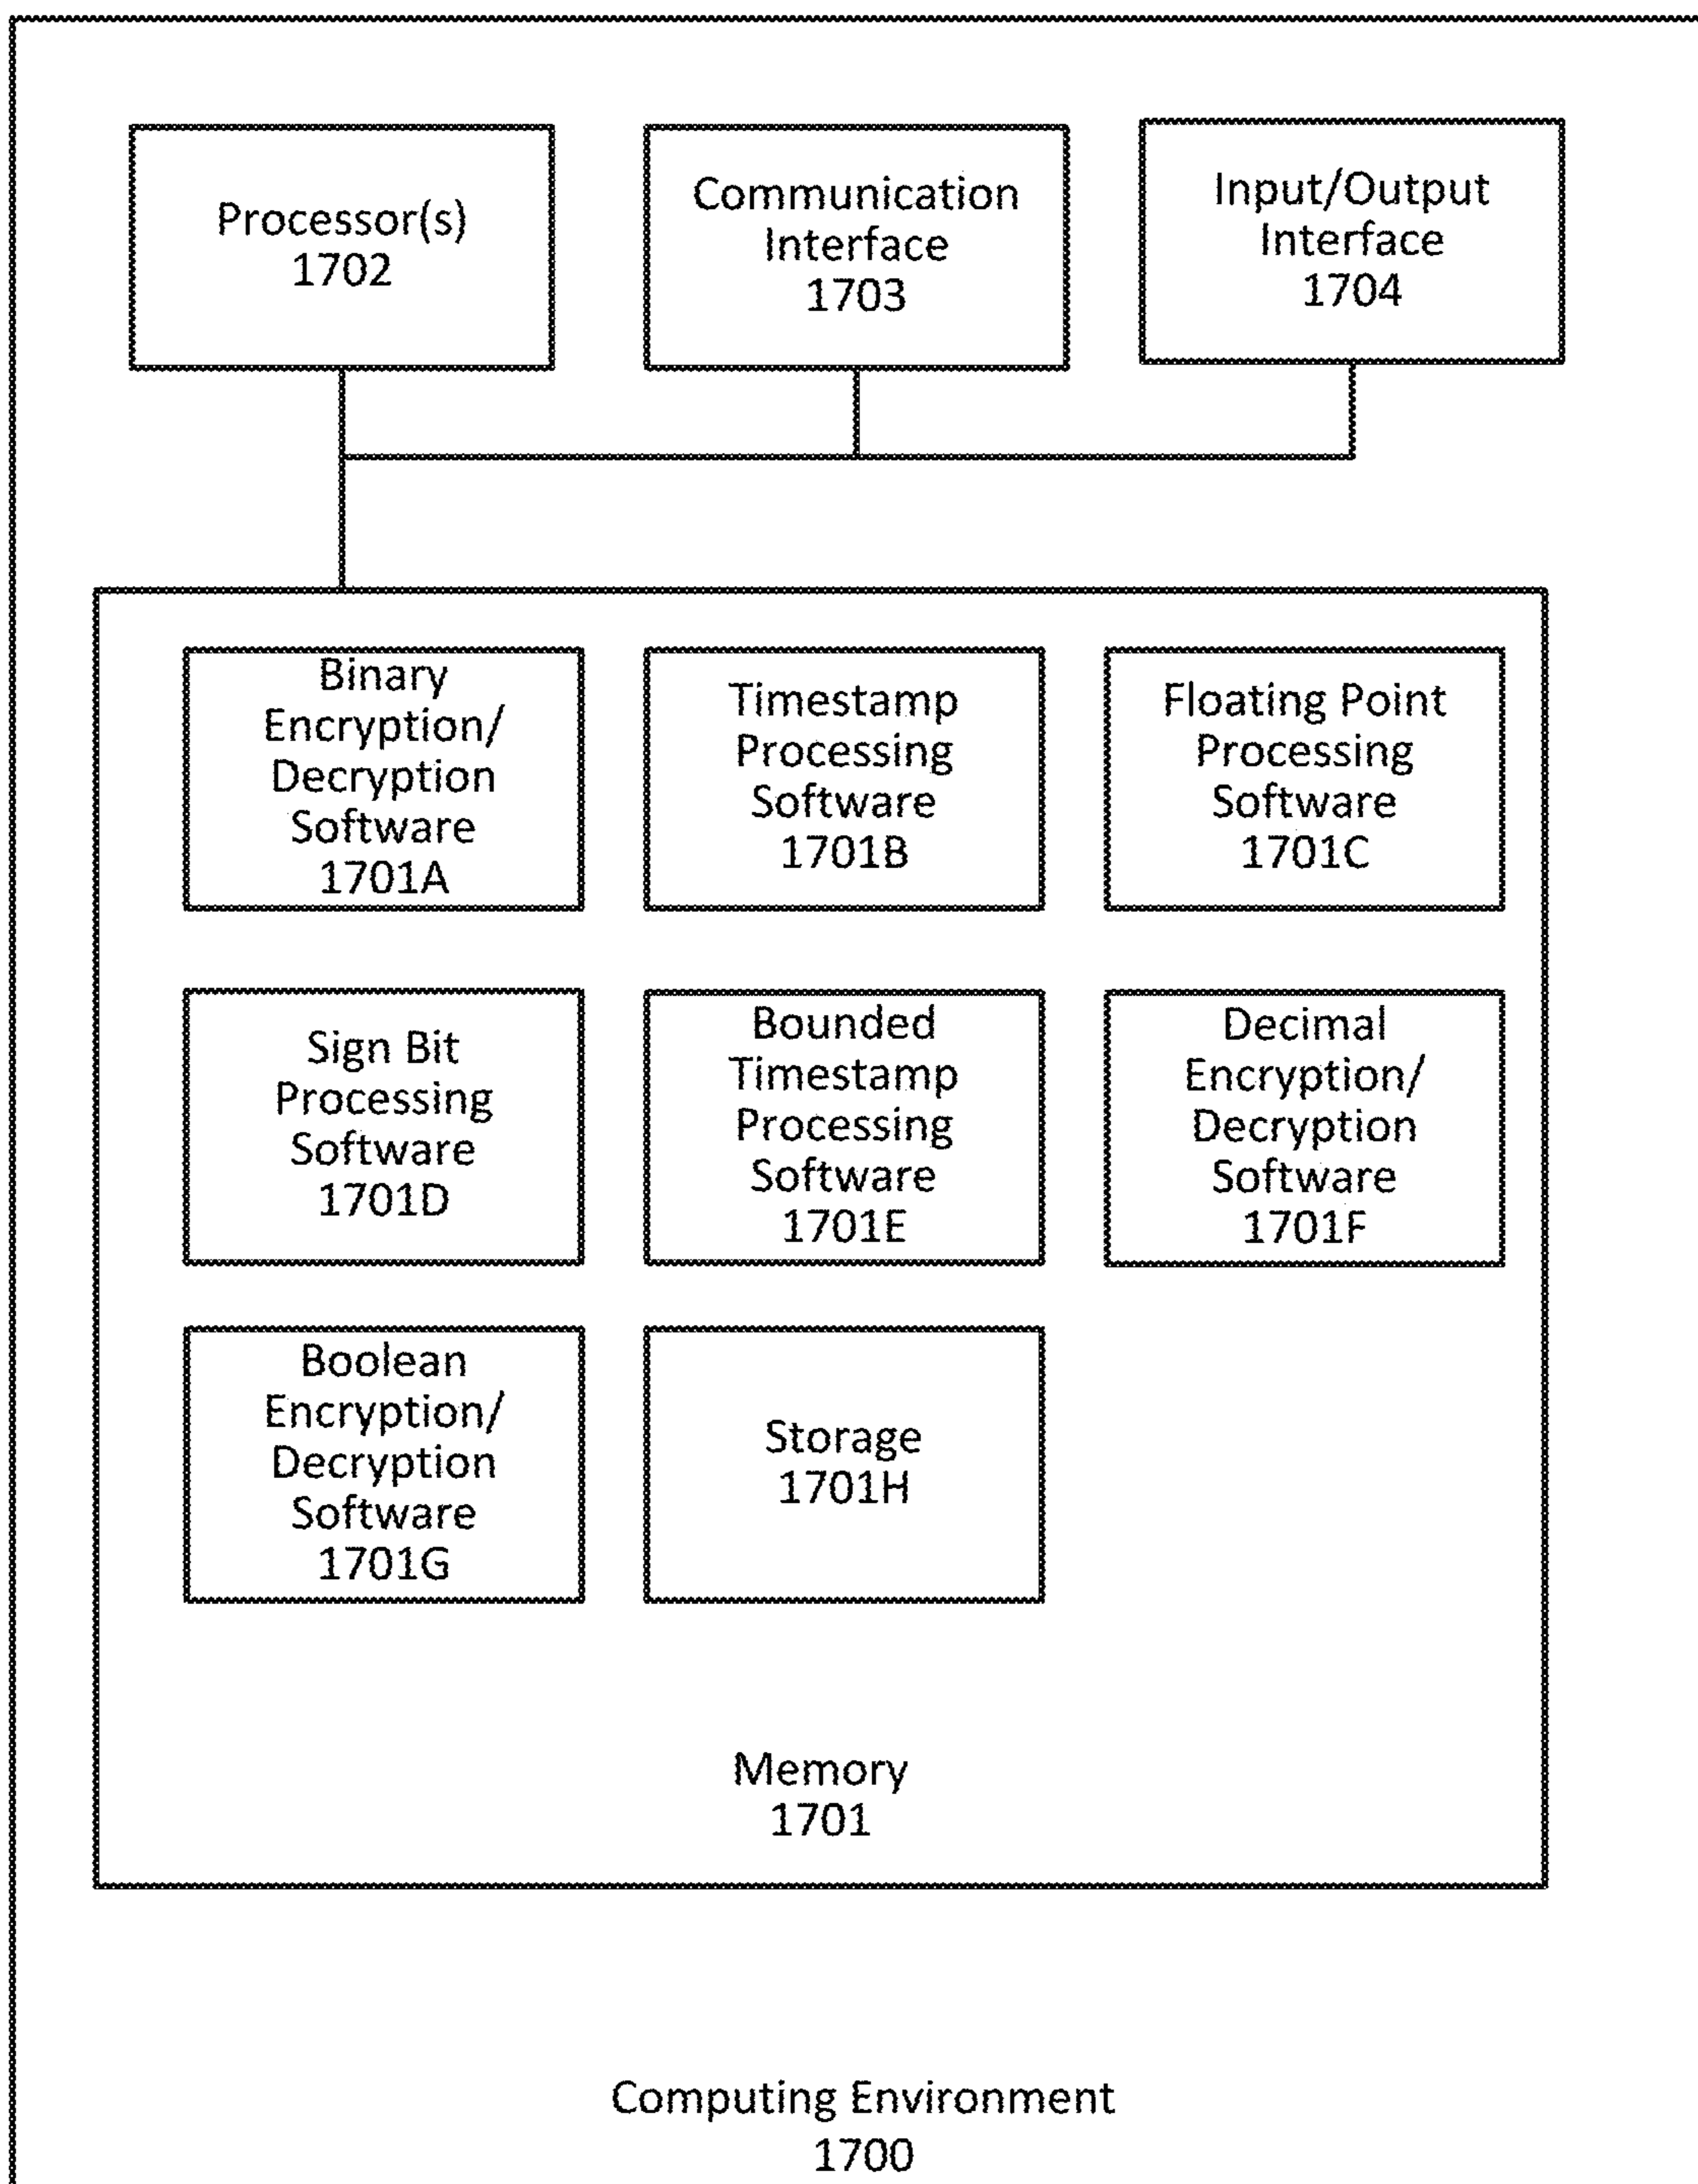 Processor(s)
1702
Communication
Interface
1703
Input/Output
Interface
1704
Binary
Encryption/
Decryption
Software
1701A
Timestamp
Processing
Software
1701B
Floating Point
Processing
Software
1701C
Sign Bit
Processing
Software
1701D
Bounded
Timestamp
Processing
Software
1701E
Decimal
Encryption/
Decryption
Software
1701F
Boolean
Encryption/
Decryption
Software
1701G
Storage
1701H
Memory
1701
Computing Environment
1700